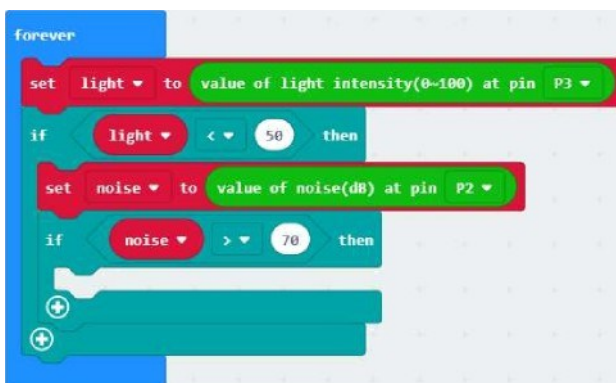 forever
set light to value of light intensity(0~100) at pin P3
if light < 50 then
set noise to value of noise(dB) at pin P2
if noise > 70 then